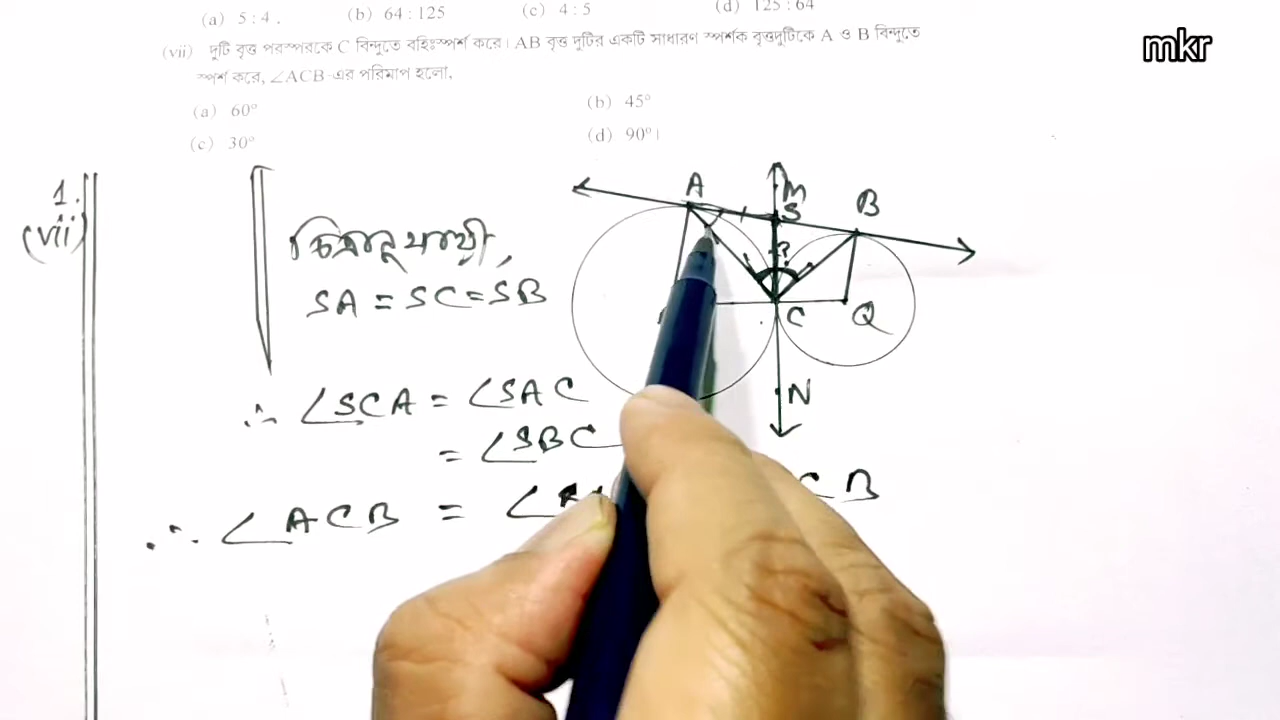 (a) 5 : 4 .   (b) 64 : 125   (c) 4 : 5   (d) 125 : 64
(vii) দুটি বৃত্ত পরস্পরকে C বিন্দুতে বহিঃস্পর্শ করে। AB বৃত্ত দুটির একটি সাধারণ স্পর্শক বৃত্তদুটিকে A ও B বিন্দুতে
স্পর্শ করে, ∠ACB-এর পরিমাপ হলো,
(a) 60°   (b) 45°
(c) 30°   (d) 90°।
mkr
1.
(vii)
চিত্রানুযায়ী,
SA = SC = SB
∴ ∠SCA = ∠SAC
= ∠SBC
∴ ∠ACB = ∠ CB
A
M
S
B
?
C
Q
N